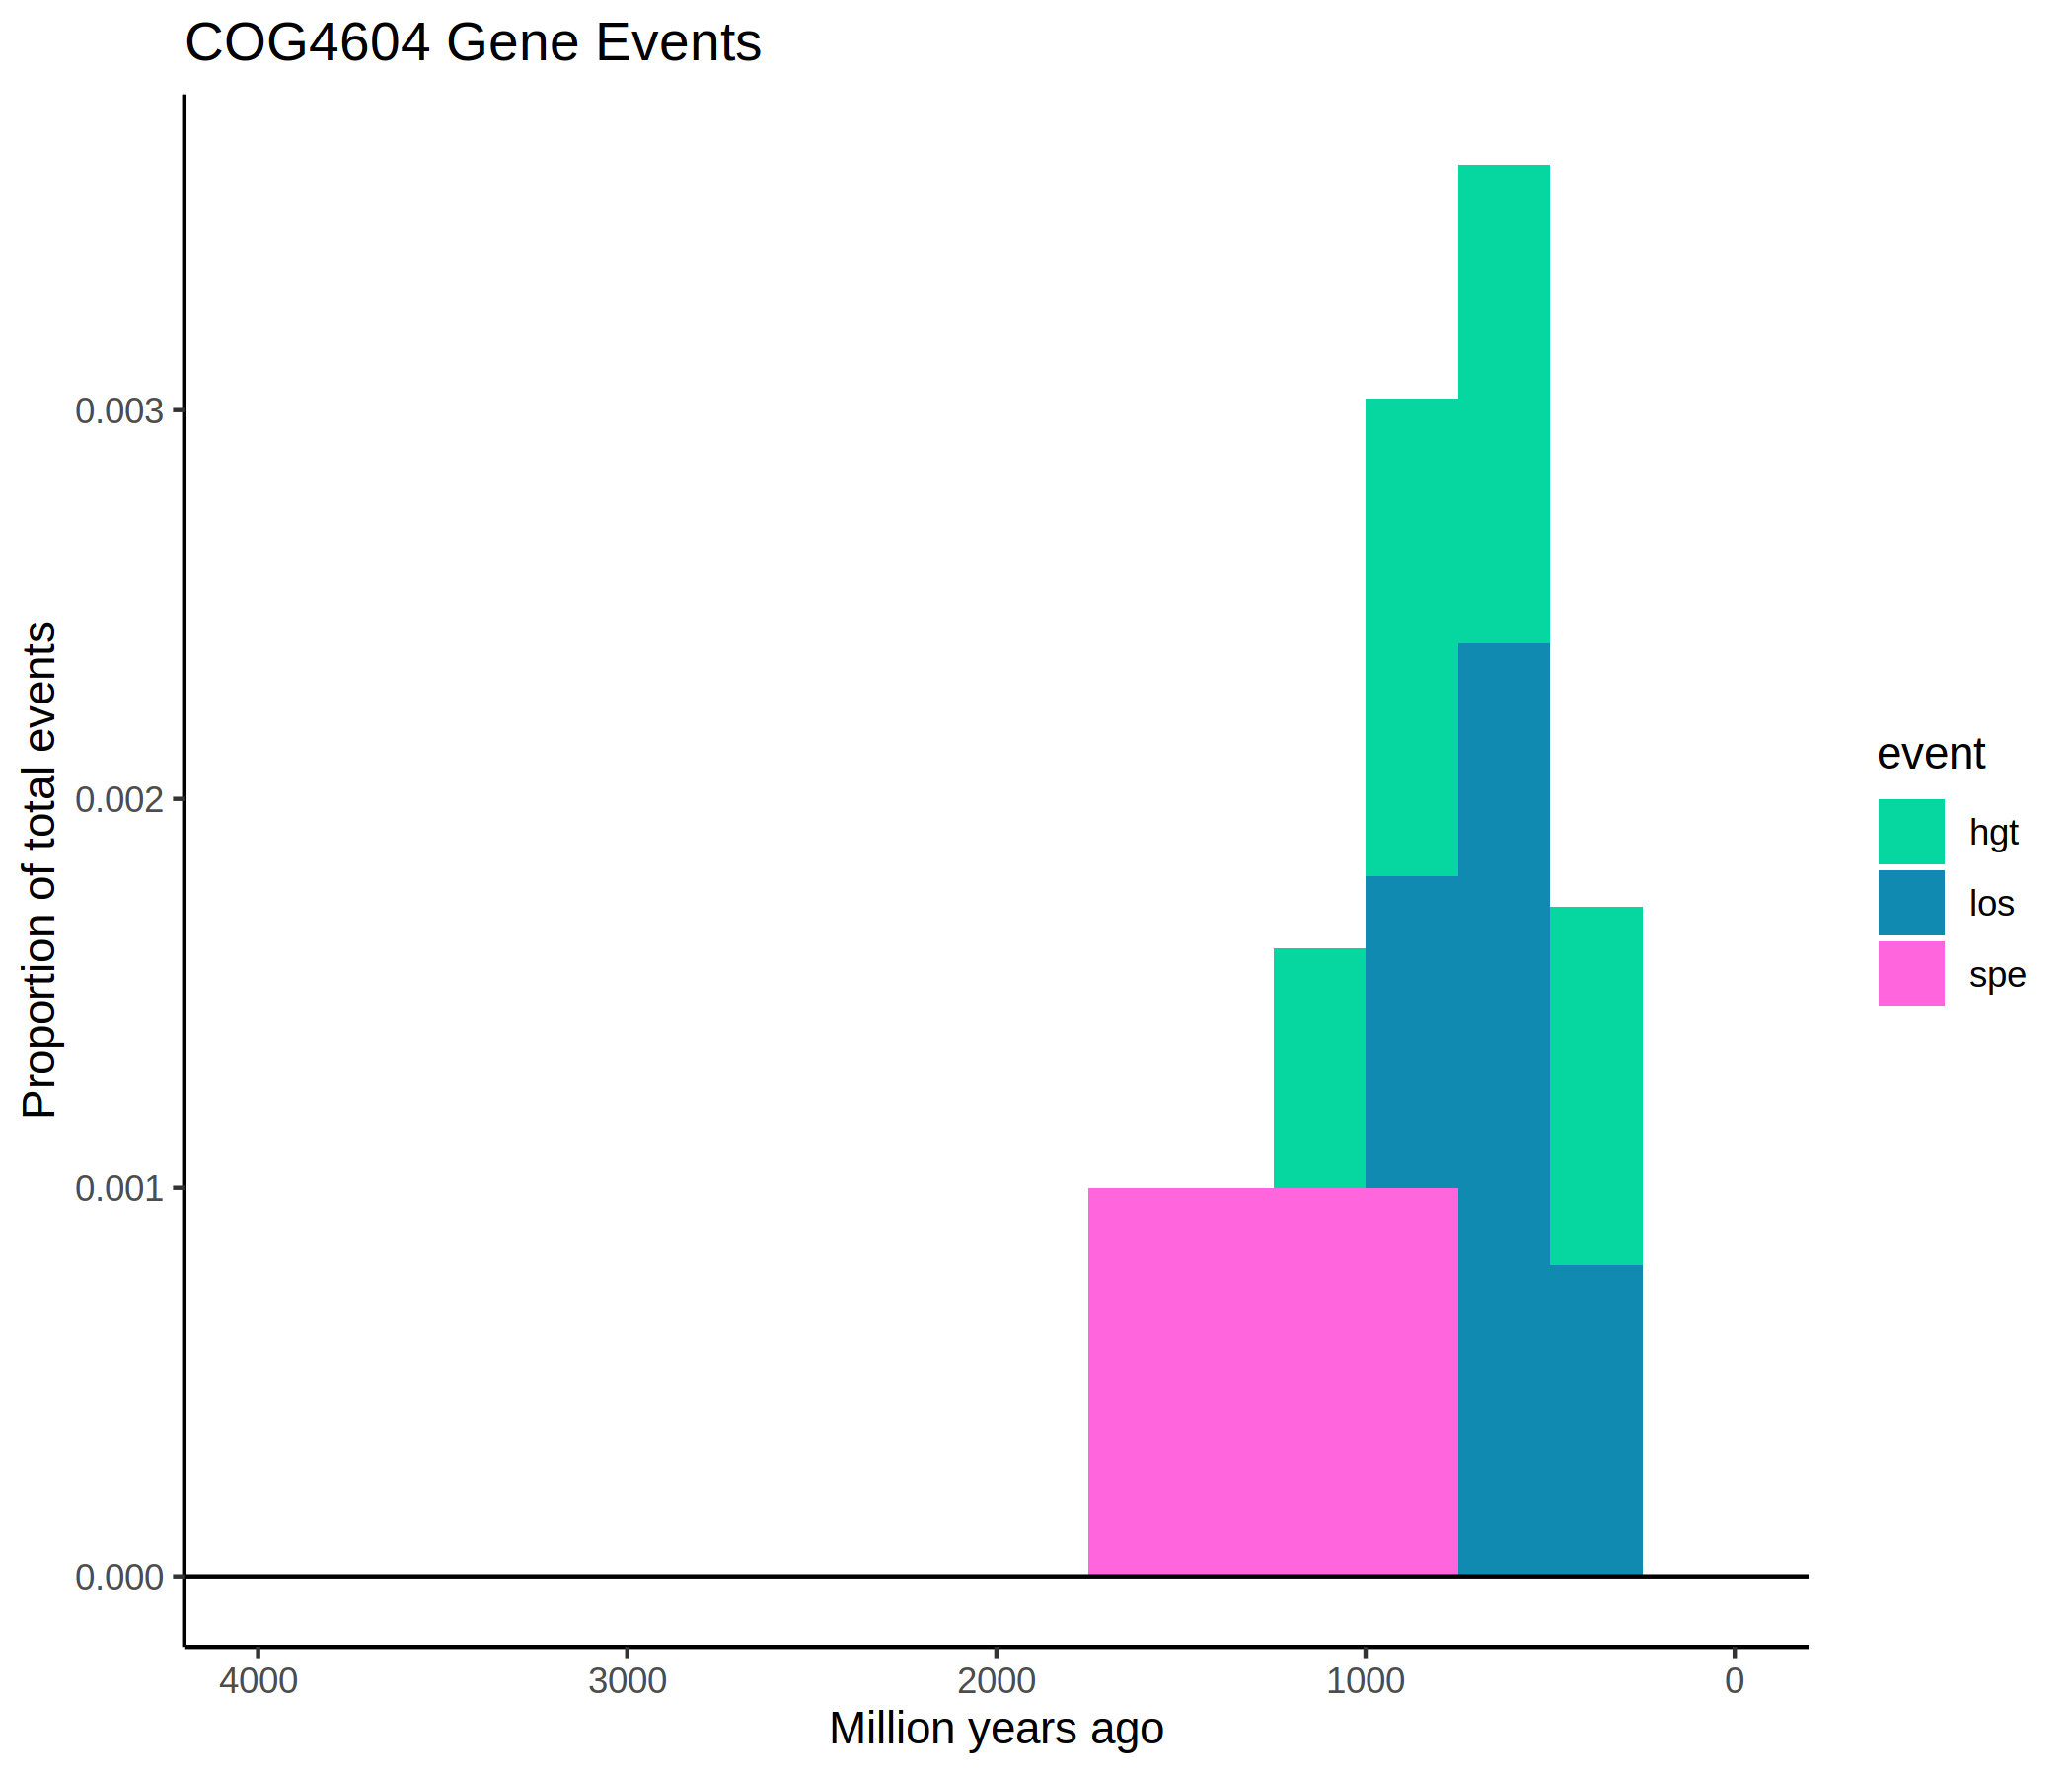 COG4604 Gene Events
Proportion of total events
0.003
0.002
0.001
0.000
4000 3000 2000 1000 0
Million years ago
event
hgt
los
spe